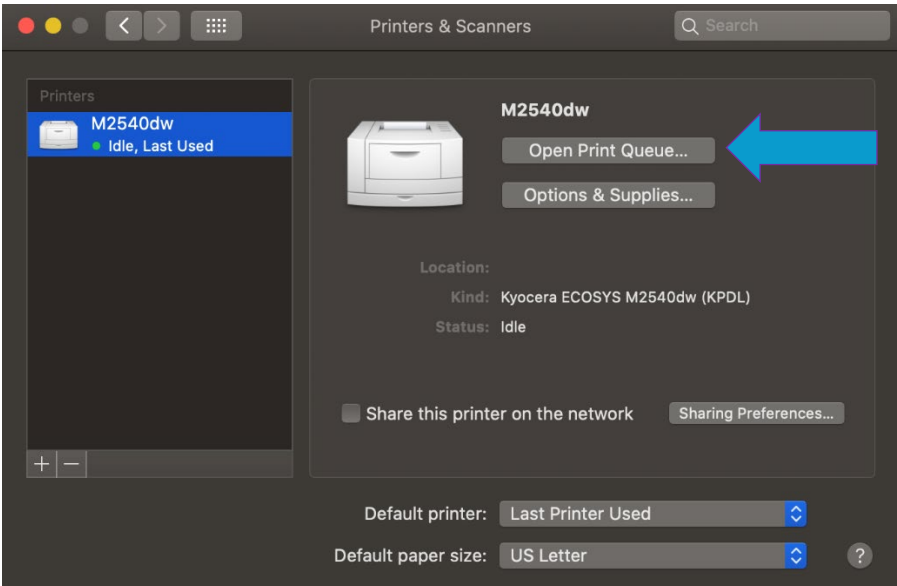 Printers & Scanners
Search
Printers
M2540dw
Idle, Last Used
M2540dw
Open Print Queue...
Options & Supplies...
Location:
Kind: Kyocera ECOSYS M2540dw (KPDL)
Status: Idle
Share this printer on the network
Sharing Preferences...
Default printer: Last Printer Used
Default paper size: US Letter
?